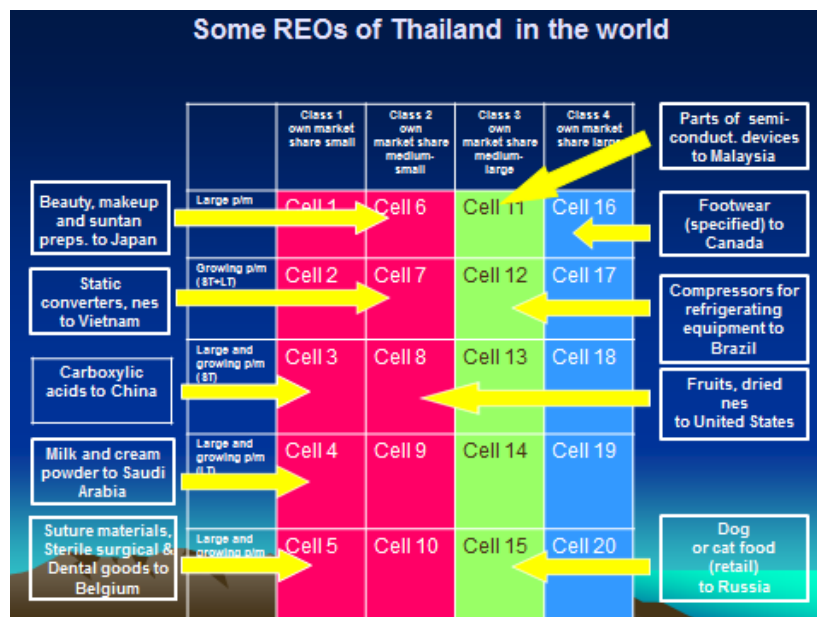 Some REOs of Thailand in the world
Class 1
own market
share small
Class 2
own
market share
medium-
small
Class 3
own
market share
medium-
large
Class 4
own market
share large
Parts of semi-
conduct. devices
to Malaysia
Beauty, makeup
and suntan
preps. to Japan
Large p/m
Cell 1
Cell 6
Cell 11
Cell 16
Footwear
(specified) to
Canada
Static
converters, nes
to Vietnam
Growing p/m
(ST+LT)
Cell 2
Cell 7
Cell 12
Cell 17
Compressors for
refrigerating
equipment to
Brazil
Carboxylic
acids to China
Large and
growing p/m
(ST)
Cell 3
Cell 8
Cell 13
Cell 18
Fruits, dried
nes
to United States
Milk and cream
powder to Saudi
Arabia
Large and
growing p/m
(LT)
Cell 4
Cell 9
Cell 14
Cell 19
Suture materials,
Sterile surgical &
Dental goods to
Belgium
Large and
growing p/m
Cell 5
Cell 10
Cell 15
Cell 20
Dog
or cat food
(retail)
to Russia